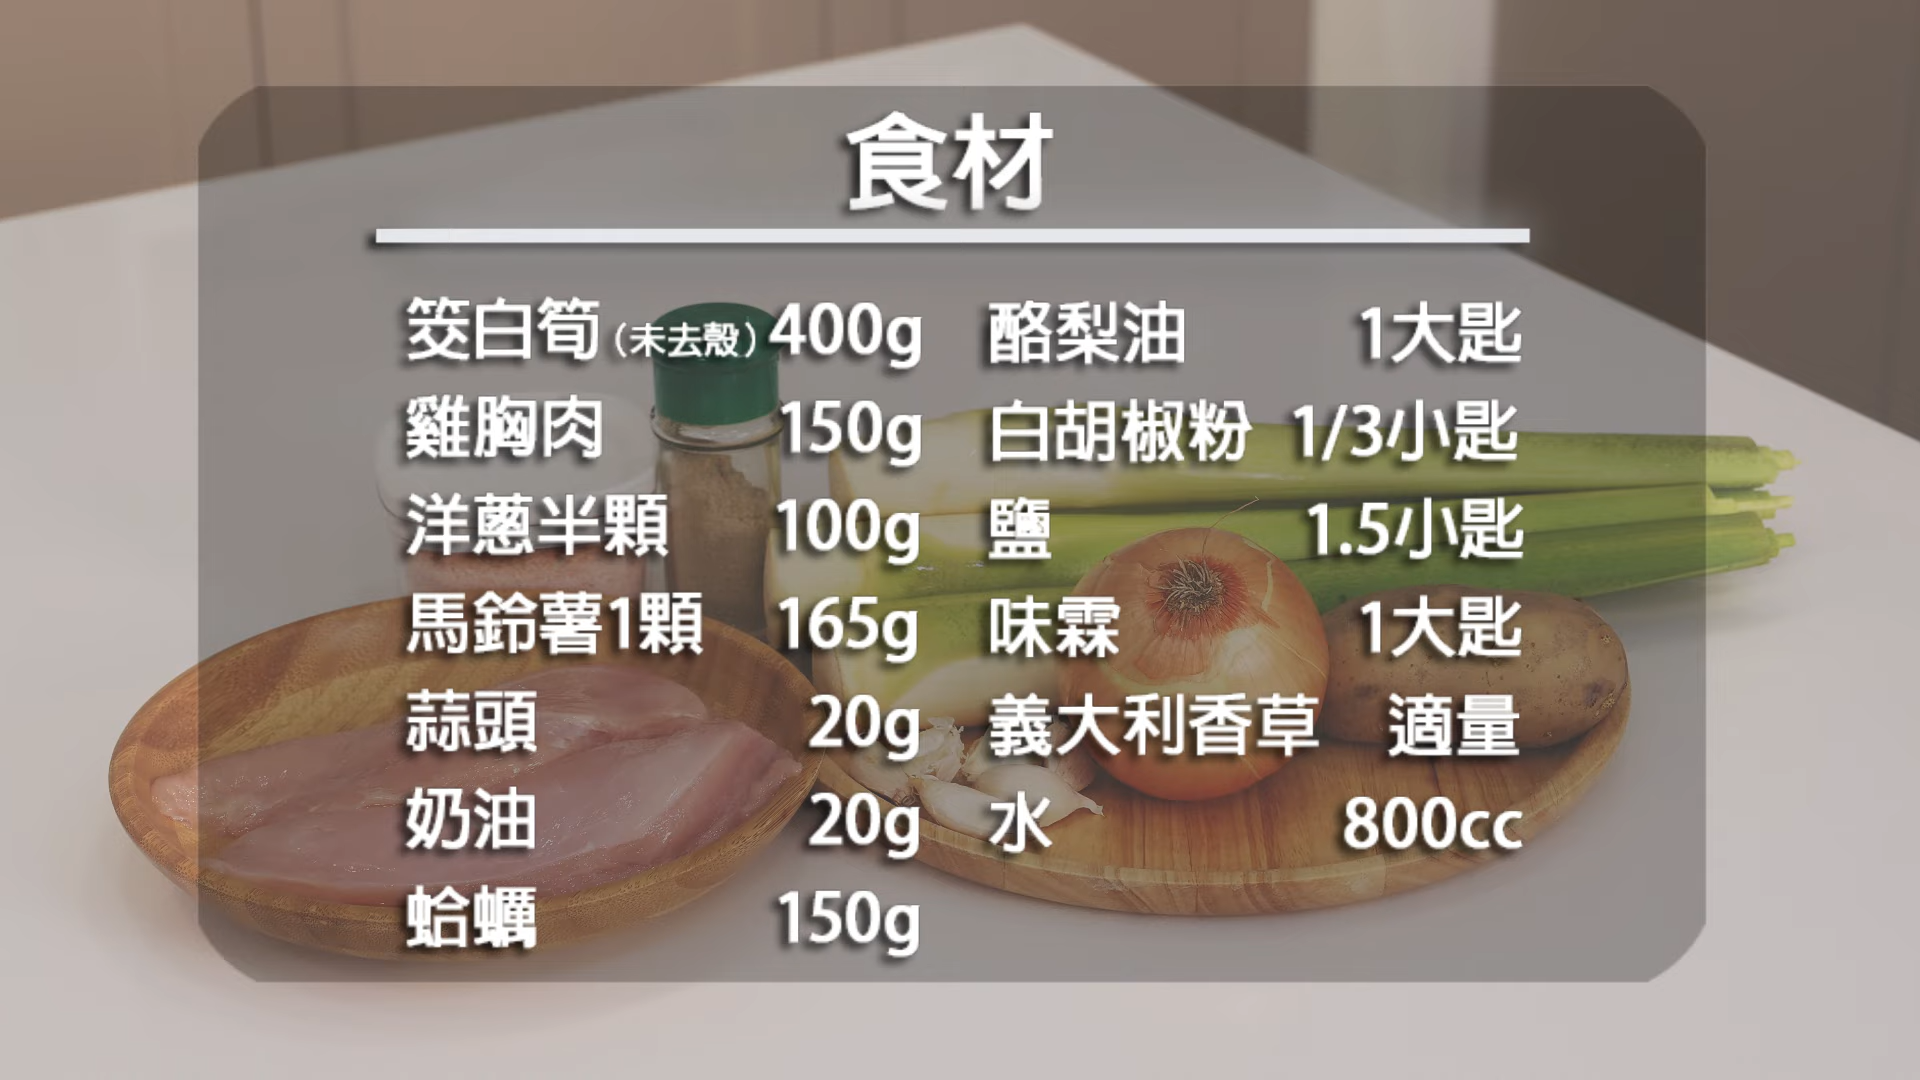 食材
筊白筍(未去殼) 400g
雞胸肉 150g
洋蔥半顆 100g
馬鈴薯1顆 165g
蒜頭 20g
奶油 20g
蛤蠣 150g
酪梨油 1大匙
白胡椒粉 1/3小匙
鹽 1.5小匙
味霖 1大匙
義大利香草 適量
水 800cc